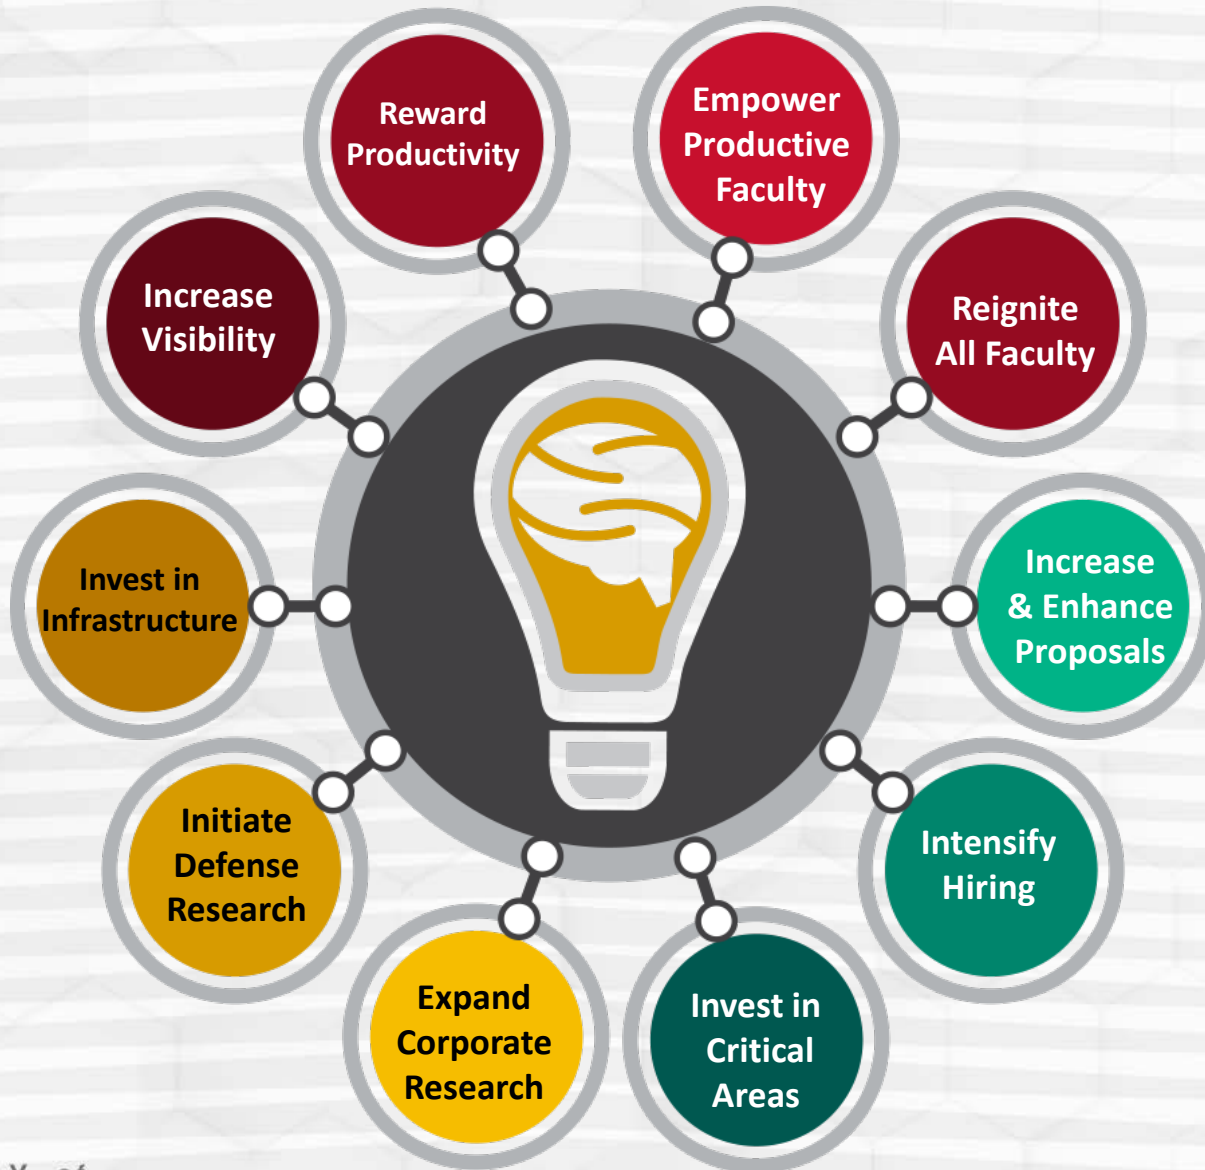 Reward
Productivity
Empower
Productive
Faculty
Increase
Visibility
Reignite
All Faculty
Invest in
Infrastructure
Increase
& Enhance
Proposals
Initiate
Defense
Research
Intensify
Hiring
Expand
Corporate
Research
Invest in
Critical
Areas